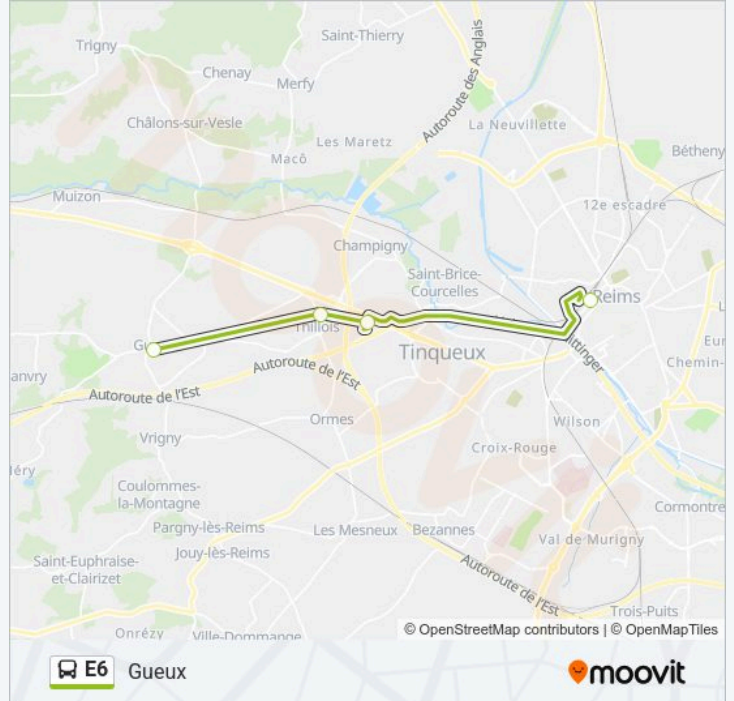 Saint-Thierry
Trigny
Chenay
Merfy
Autoroute des Anglais
Châlons-sur-Vesle
La Neuvillette
Les Maretz
Macô
Bétheny
Muizon
12e escadre
Champigny
Saint-Brice-
Courcelles
Reims
Thillois
Tinqueux
Autoroute de l'Est
Autoroute de l'Est
Chemin-
Ormes
Wilson
Vrigny
Croix-Rouge
Coulommes-
la-Montagne
Cormontre
Pargny-lès-Reims
Les Mesneux
Bezannes
Val de Murigny
Jouy-lès-Reims
Saint-Euphraise-
et-Clairizet
Autoroute de l'Est
Trois-Puits
Onrézy
Ville-Dommange
© OpenStreetMap contributors | © OpenMapTiles
E6 Gueux
moovit